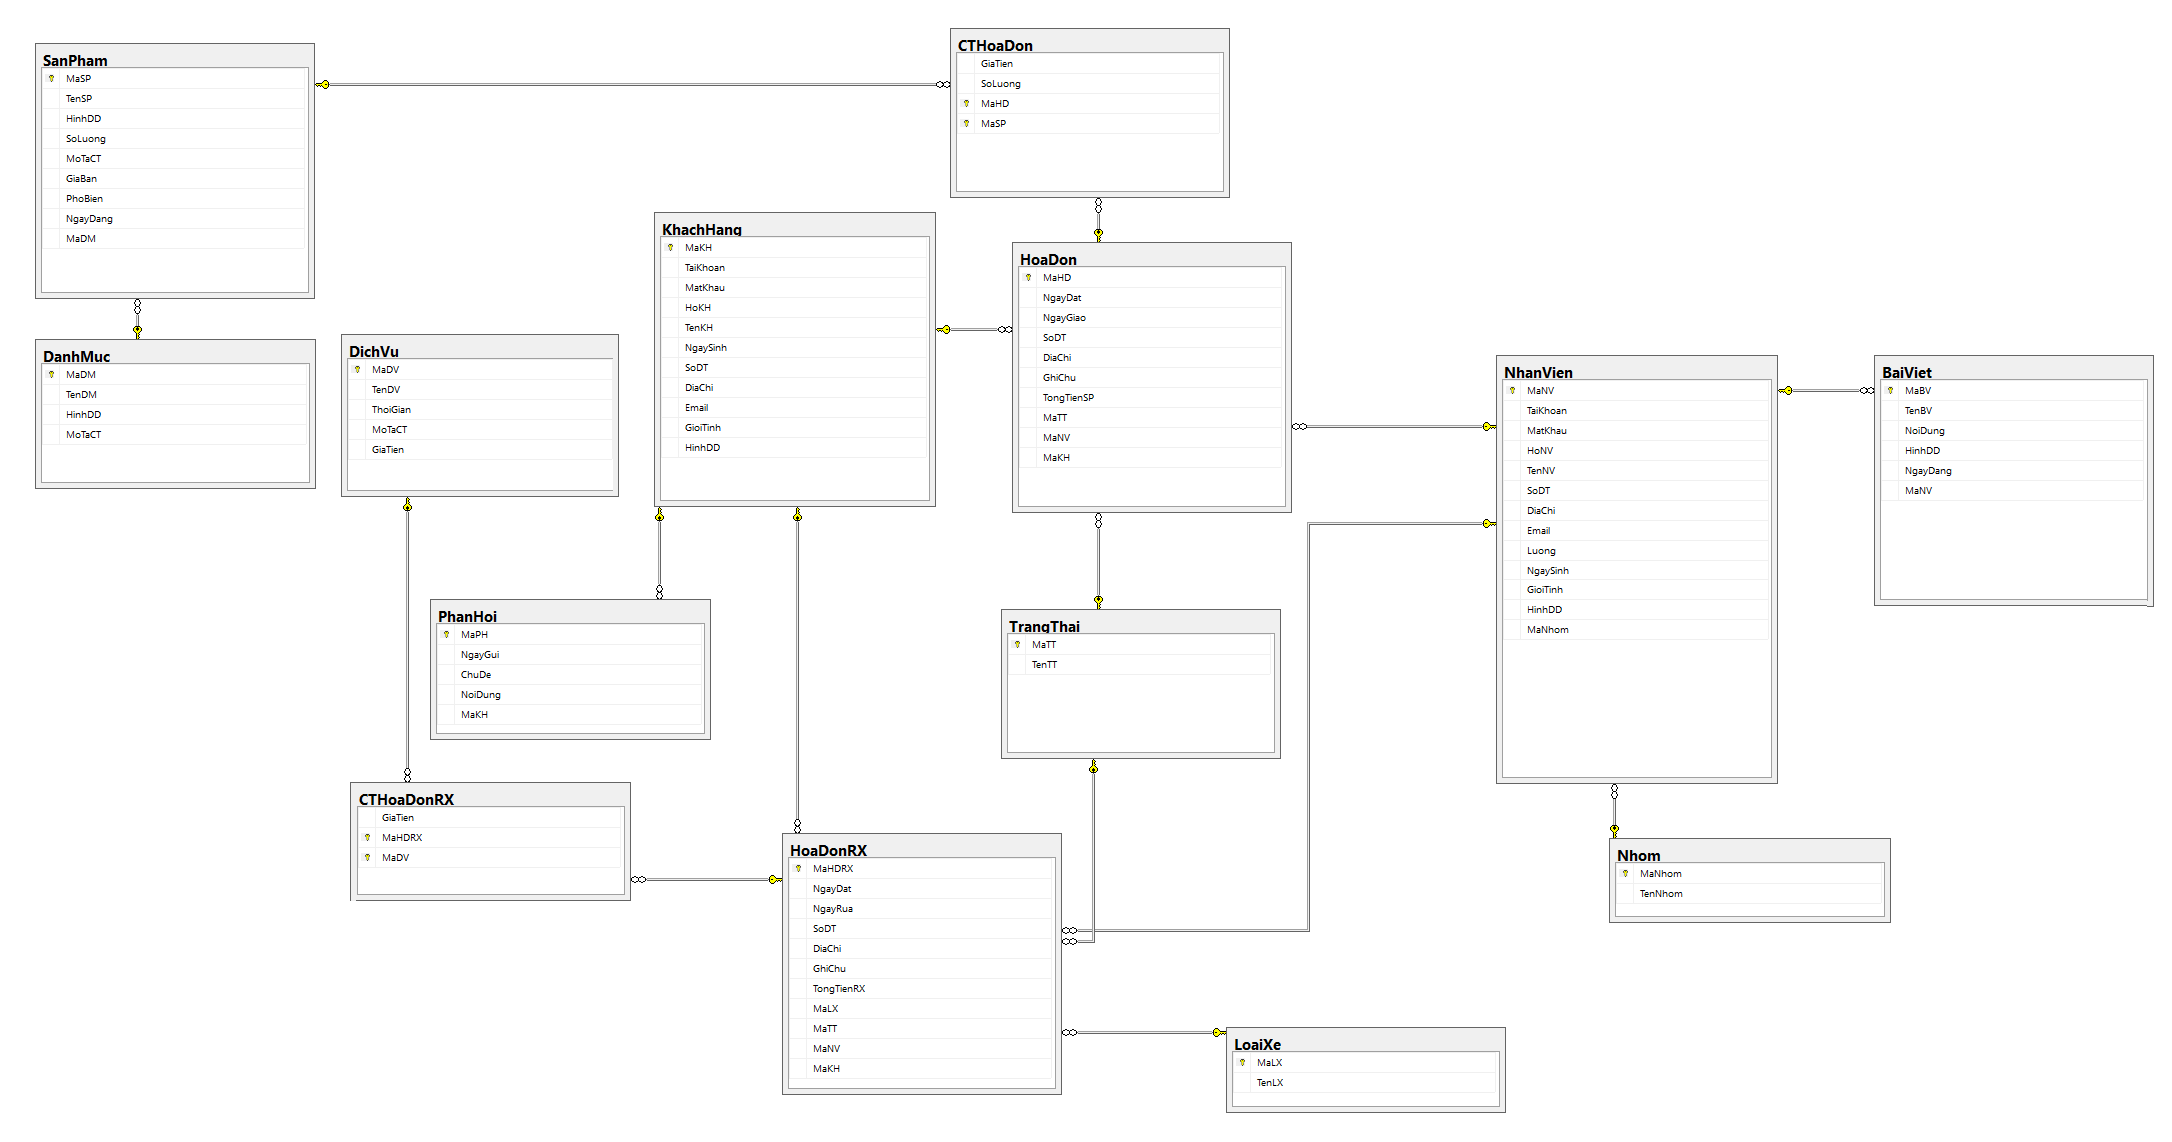 SanPham
MaSP
TenSP
HinhDD
SoLuong
MoTaCT
GiaBan
PhoBien
NgayDang
MaDM
CTHoaDon
GiaTien
SoLuong
MaHD
MaSP
KhachHang
MaKH
TaiKhoan
MatKhau
HoKH
TenKH
NgaySinh
SoDT
DiaChi
Email
GioiTinh
HinhDD
HoaDon
MaHD
NgayDat
NgayGiao
SoDT
DiaChi
GhiChu
TongTienSP
MaTT
MaNV
MaKH
DanhMuc
MaDM
TenDM
HinhDD
MoTaCT
DichVu
MaDV
TenDV
ThoiGian
MoTaCT
GiaTien
NhanVien
MaNV
TaiKhoan
MatKhau
HoNV
TenNV
SoDT
DiaChi
Email
Luong
NgaySinh
GioiTinh
HinhDD
MaNhom
BaiViet
MaBV
TenBV
NoiDung
HinhDD
NgayDang
MaNV
PhanHoi
MaPH
NgayGui
ChuDe
NoiDung
MaKH
TrangThai
MaTT
TenTT
CTHoaDonRX
GiaTien
MaHDRX
MaDV
HoaDonRX
MaHDRX
NgayDat
NgayRua
SoDT
DiaChi
GhiChu
TongTienRX
MaLX
MaTT
MaNV
MaKH
Nhom
MaNhom
TenNhom
LoaiXe
MaLX
TenLX